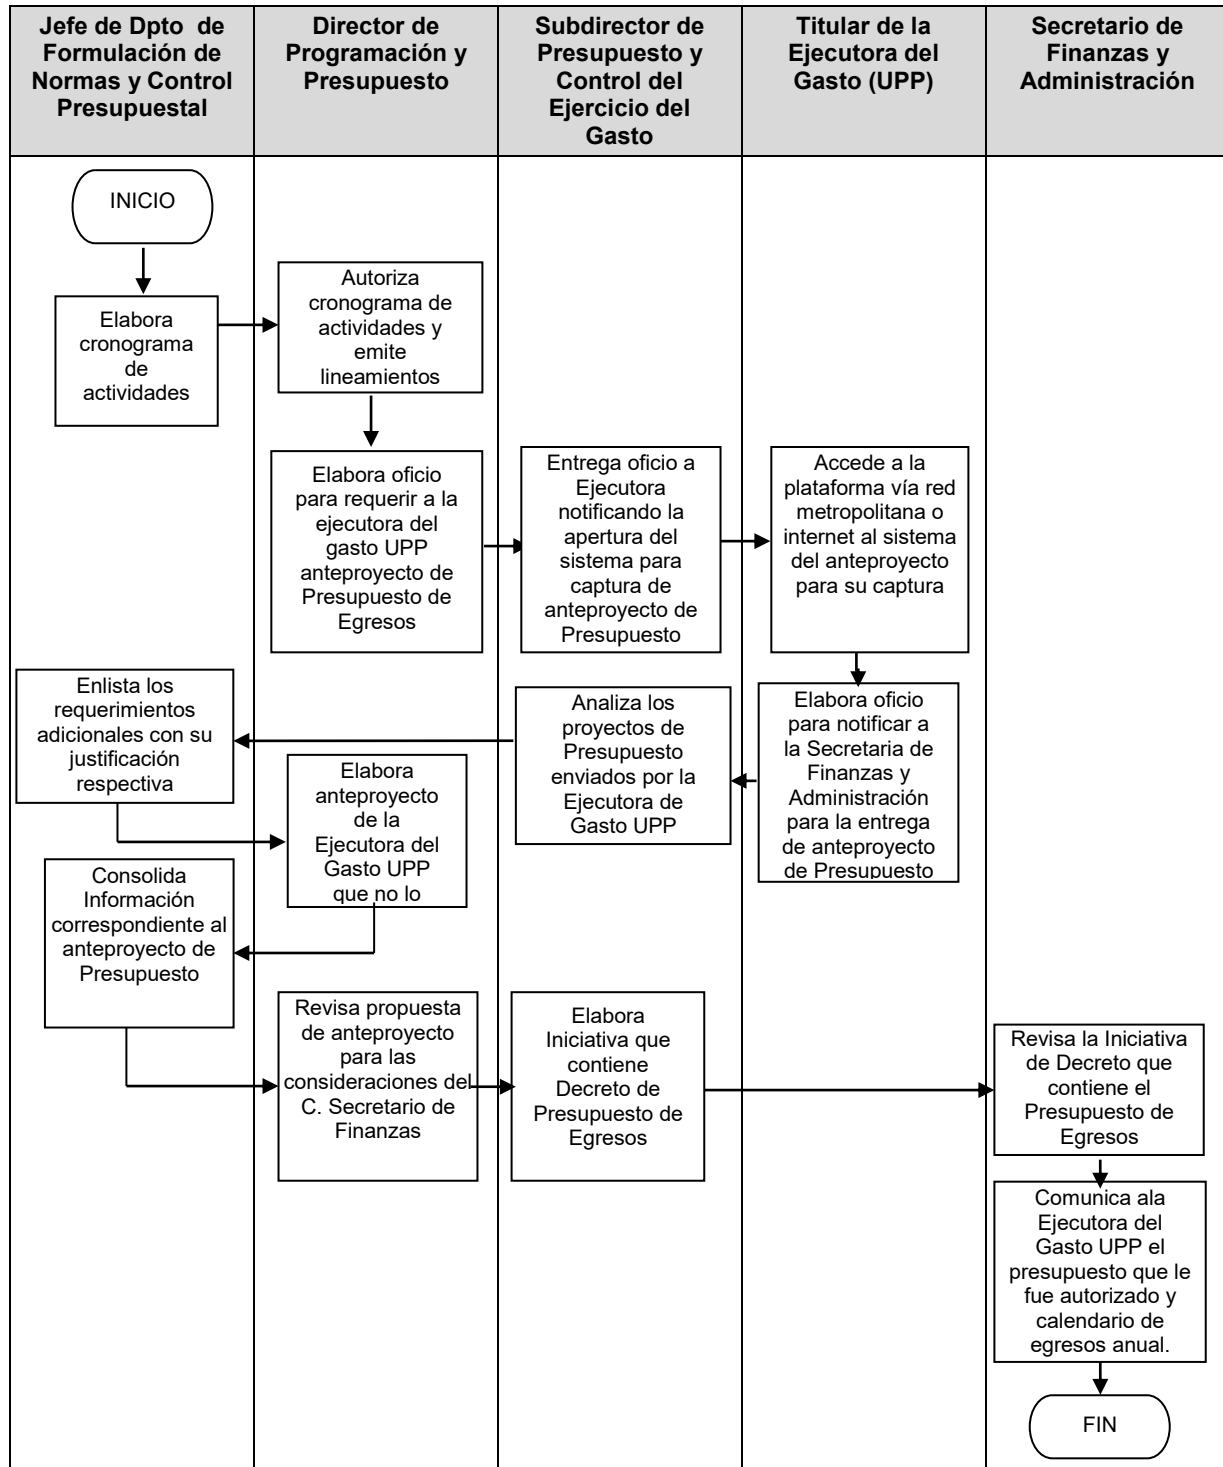 Jefe de Dpto de
Formulación de
Normas y Control
Presupuestal
Director de
Programación y
Presupuesto
Subdirector de
Presupuesto y
Control del
Ejercicio del
Gasto
Titular de la
Ejecutora del
Gasto (UPP)
Secretario de
Finanzas y
Administración
INICIO
Elabora
cronograma
de
actividades
Autoriza
cronograma de
actividades y
emite
lineamientos
Elabora oficio
para requerir a la
ejecutora del
gasto UPP
anteproyecto de
Presupuesto de
Egresos
Entrega oficio a
Ejecutora
notificando la
apertura del
sistema para
captura de
anteproyecto de
Presupuesto
Accede a la
plataforma vía red
metropolitana o
internet al sistema
del anteproyecto
para su captura
Elabora oficio
para notificar a
la Secretaria de
Finanzas y
Administración
para la entrega
de anteproyecto
de Presupuesto
Analiza los
proyectos de
Presupuesto
enviados por la
Ejecutora de
Gasto UPP
Enlista los
requerimientos
adicionales con su
justificación
respectiva
Elabora
anteproyecto
de la
Ejecutora del
Gasto UPP
que no lo
Consolida
Información
correspondiente al
anteproyecto de
Presupuesto
Revisa propuesta
de anteproyecto
para las
consideraciones del
C. Secretario de
Finanzas
Elabora
Iniciativa que
contiene
Decreto de
Presupuesto de
Egresos
Revisa la Iniciativa
de Decreto que
contiene el
Presupuesto de
Egresos
Comunica ala
Ejecutora del
Gasto UPP el
presupuesto que le
fue autorizado y
calendario de
egresos anual.
FIN